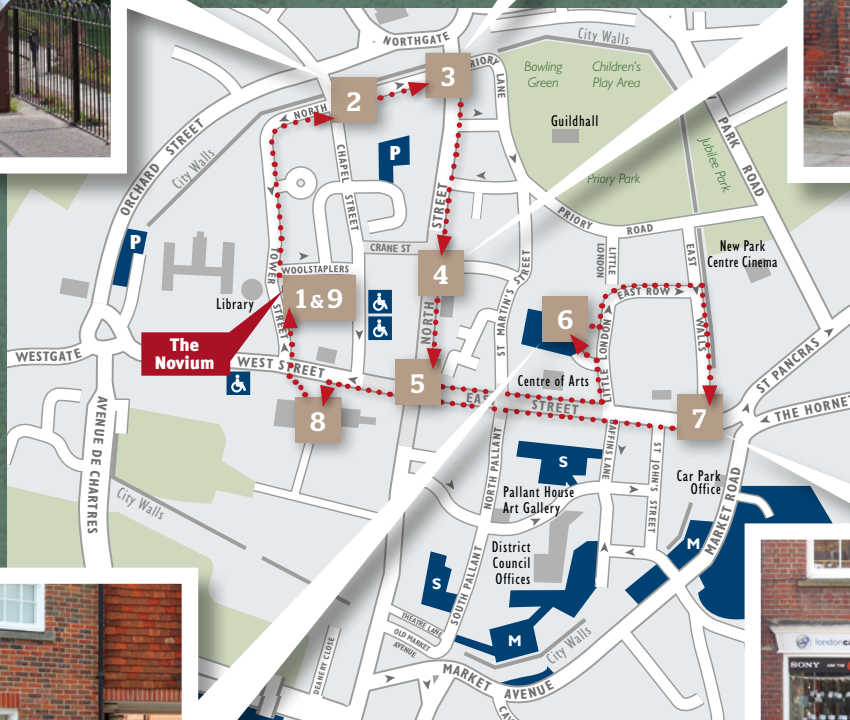 NORTHGATE
City Walls
PRIORY LANE
Bowling Green
Children's Play Area
3
2
NORTH
P
Guildhall
PARK ROAD
Jubilee Park
ORCHARD STREET
City Walls
CHAPEL STREET
Priory Park
PRIORY ROAD
P
NORTH STREET
CRANE ST
LITTLE LONDON
EAST WALLS
New Park
Centre Cinema
TOWER STREET
WOOLSTAPLERS
4
ST MARTIN'S STREET
EAST ROW
Library
1 & 9
6
LITTLE LONDON
The
Novium
WESTGATE
WEST STREET
5
Centre of Arts
ST PANCRAS
EAST STREET
THE HORNET
8
7
AVENUE DE CHARTRES
BAFFINS LANE
ST JOHN'S STREET
NORTH PALLANT
S
Car Park
Office
City Walls
Pallant House
Art Gallery
MARKET ROAD
M
District
Council
Offices
S
SOUTH PALLANT
M
THEATRE LANE
OLD MARKET
AVENUE
City Walls
DEANERY CLOSE
MARKET AVENUE
SONY